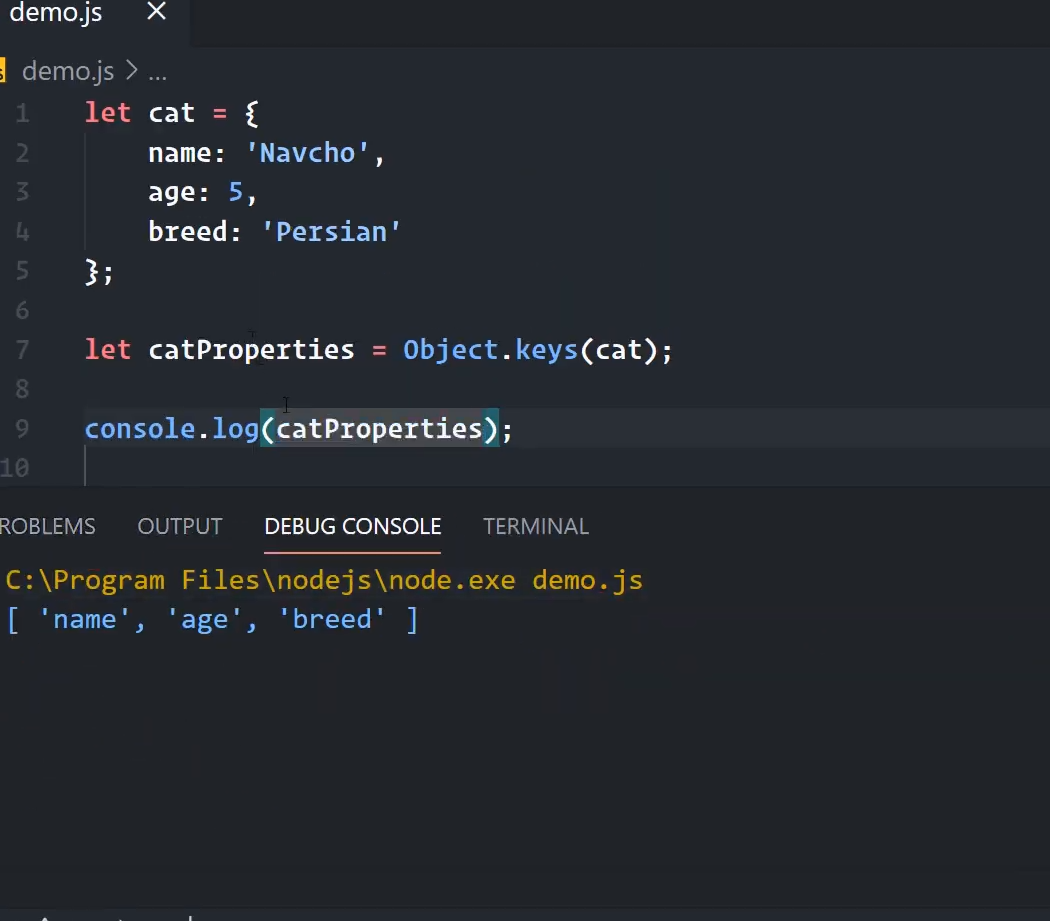 demo.js
demo.js > ...
1 let cat = {
2     name: 'Navcho',
3     age: 5,
4     breed: 'Persian'
5 };
6
7 let catProperties = Object.keys(cat);
8
9 console.log(catProperties);
10
ROBLEMS OUTPUT DEBUG CONSOLE TERMINAL
C:\Program Files\nodejs\node.exe demo.js
[ 'name', 'age', 'breed' ]